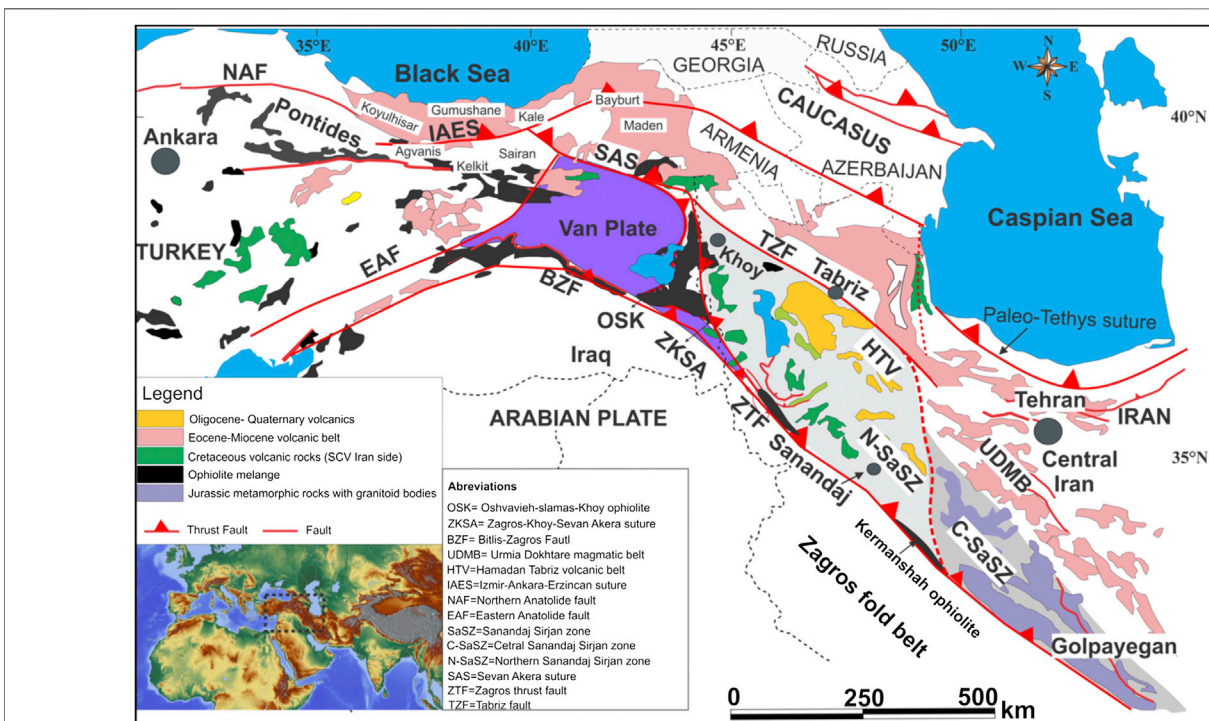 35°E
40°E
45°E
50°E
N
W
E
S
RUSSIA
GEORGIA
Black Sea
NAF
CAUCASUS
40°N
Bayburt
Gumushane
Kale
Koyulhisar
IAES
Maden
Pontides
Ankara
ARMENIA
Agvanis
Sairan
SAS
Kelkit
AZERBAIJAN
Caspian Sea
Van Plate
TURKEY
EAF
Khoy
TZF
Tabriz
BZF
OSK
ZKSA
Paleo-Tethys suture
Iraq
HTV
Tehran
IRAN
ARABIAN PLATE
ZTF
Sanandaj
N-SaSZ
UDMB
Central
Iran
35°N
C-SaSZ
Kermanshah ophiolite
Zagros fold belt
Golpayegan
Legend
Oligocene- Quaternary volcanics
Eocene-Miocene volcanic belt
Cretaceous volcanic rocks (SCV Iran side)
Ophiolite melange
Jurassic metamorphic rocks with granitoid bodies
Thrust Fault
Fault
Abreviations
OSK= Oshvavieh-slamas-Khoy ophiolite
ZKSA= Zagros-Khoy-Sevan Akera suture
BZF= Bitlis-Zagros Fautl
UDMB= Urmia Dokhtare magmatic belt
HTV=Hamadan Tabriz volcanic belt
IAES=Izmir-Ankara-Erzincan suture
NAF=Northern Anatolide fault
EAF=Eastern Anatolide fault
SaSZ=Sanandaj Sirjan zone
C-SaSZ=Cetral Sanandaj Sirjan zone
N-SaSZ=Northern Sanandaj Sirjan zone
SAS=Sevan Akera suture
ZTF=Zagros thrust fault
TZF=Tabriz fault
0
250
500
km